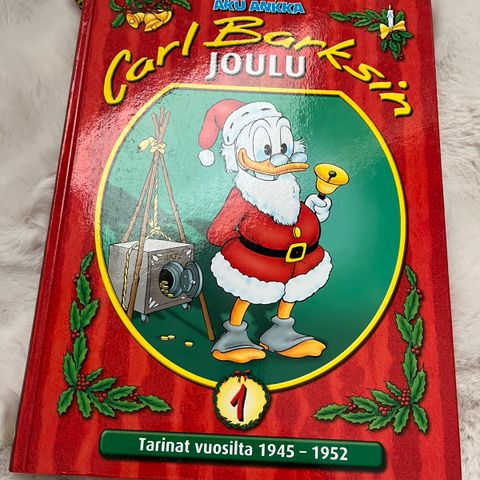 AKU ANKKA
Carl Barksin
JOULU
1
Tarinat vuosilta 1945 – 1952